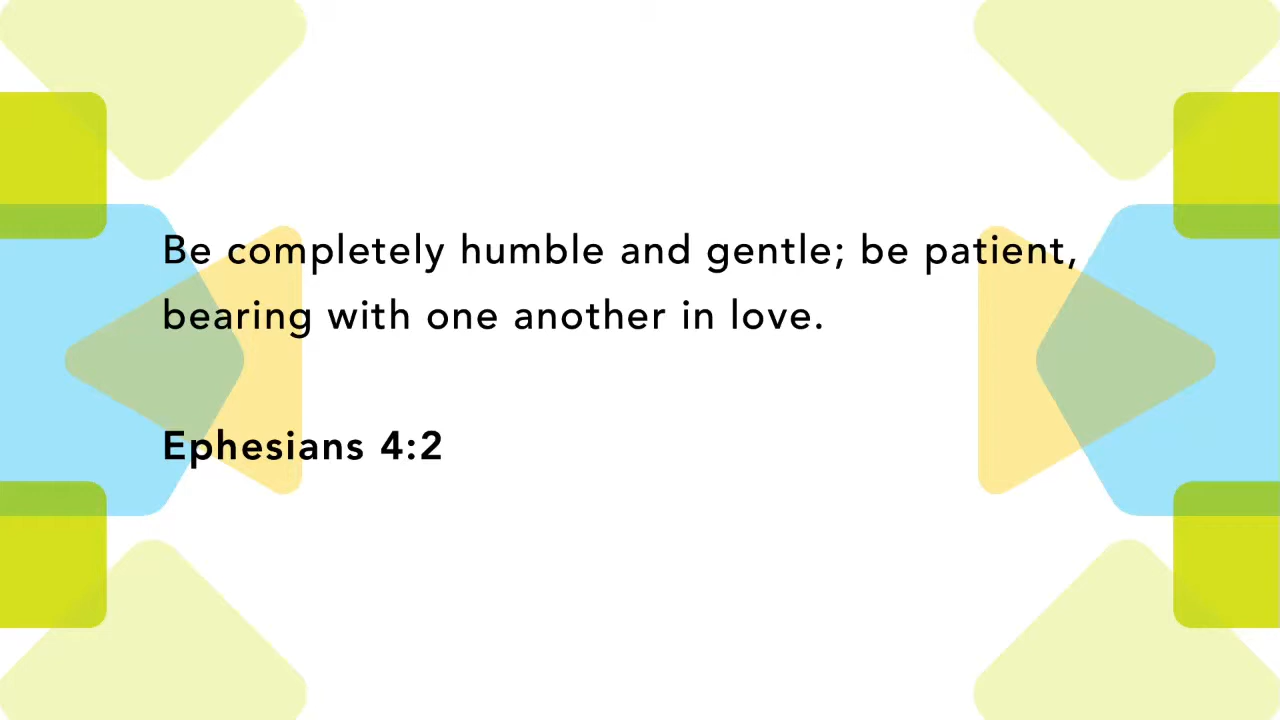 Be completely humble and gentle; be patient,
bearing with one another in love.
Ephesians 4:2